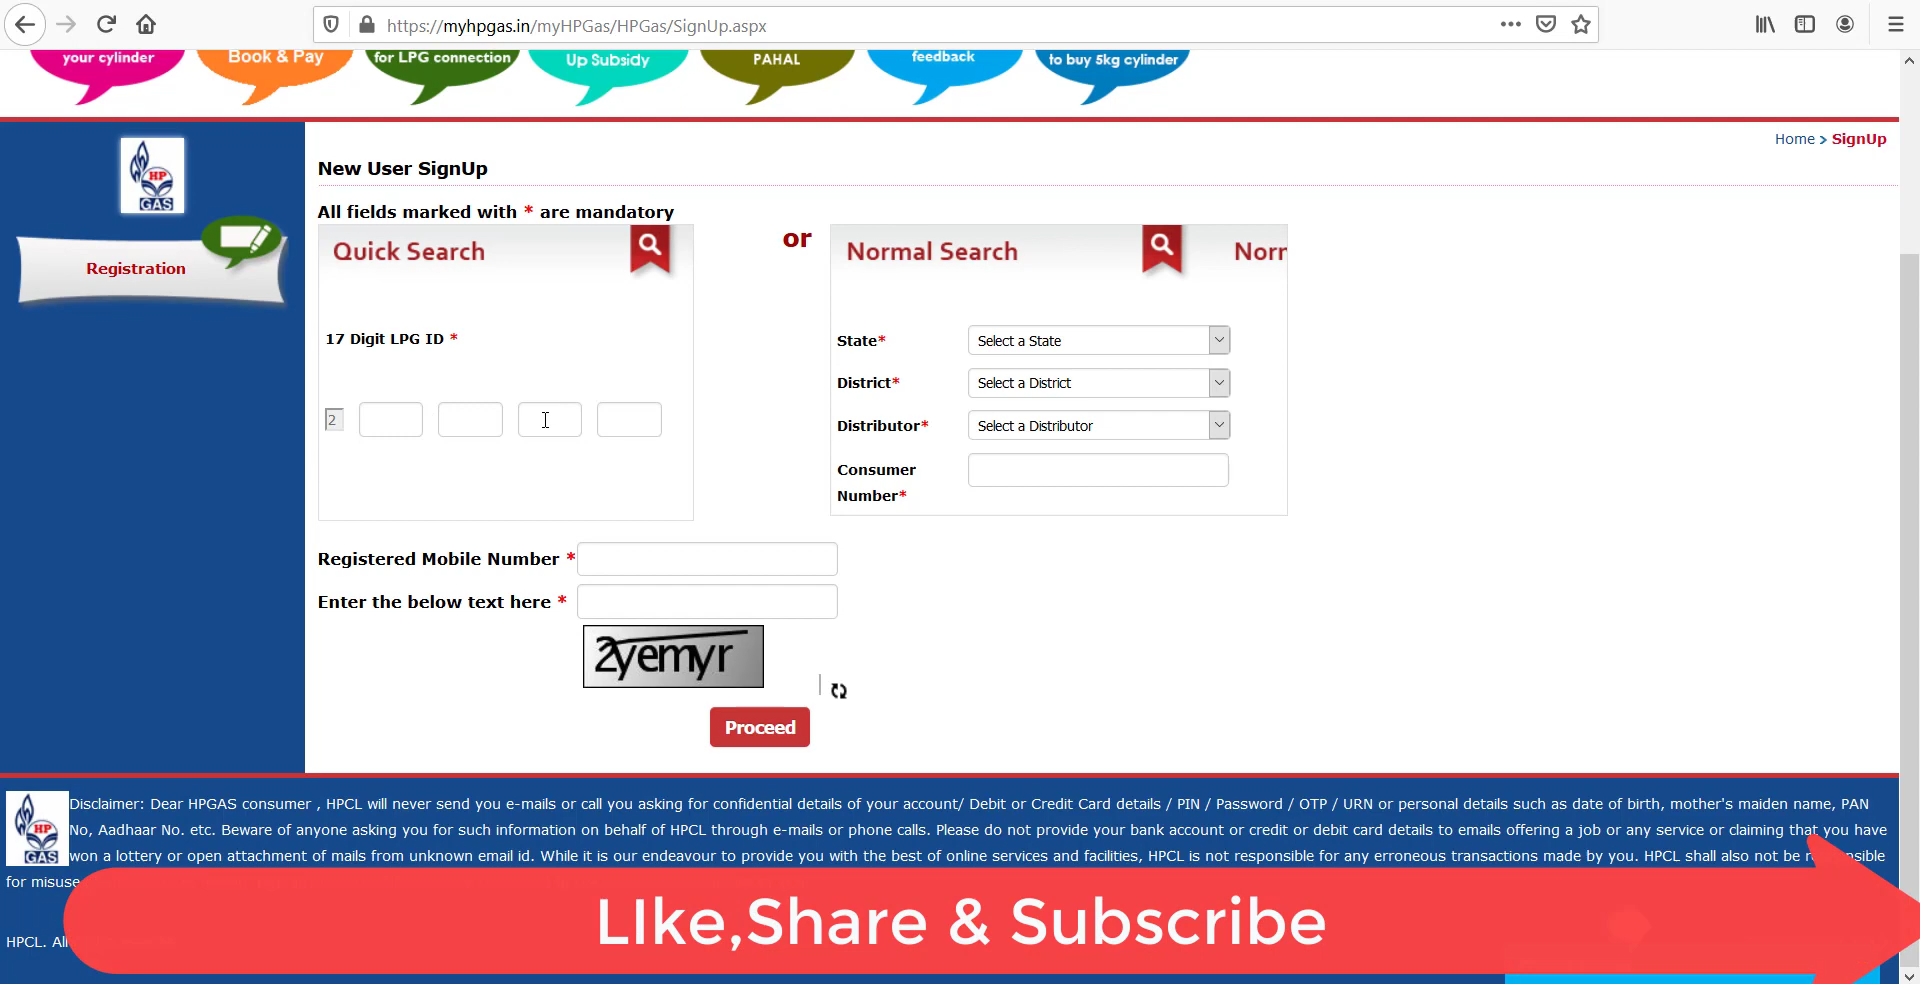 https://myhpgas.in/myHPGas/HPGas/SignUp.aspx
your cylinder
Book & Pay
for LPG connection
Up Subsidy
PAHAL
feedback
to buy 5kg cylinder
Home > SignUp
HP
GAS
Registration
New User SignUp
All fields marked with * are mandatory
Quick Search
or
Normal Search
Norr
17 Digit LPG ID *
2
State*
Select a State
District*
Select a District
Distributor*
Select a Distributor
Consumer
Number*
Registered Mobile Number *
Enter the below text here *
2yemyr
Proceed
HP
GAS
Disclaimer: Dear HPGAS consumer , HPCL will never send you e-mails or call you asking for confidential details of your account/ Debit or Credit Card details / PIN / Password / OTP / URN or personal details such as date of birth, mother's maiden name, PAN
No, Aadhaar No. etc. Beware of anyone asking you for such information on behalf of HPCL through e-mails or phone calls. Please do not provide your bank account or credit or debit card details to emails offering a job or any service or claiming that you have
won a lottery or open attachment of mails from unknown email id. While it is our endeavour to provide you with the best of online services and facilities, HPCL is not responsible for any erroneous transactions made by you. HPCL shall also not be responsible
for misuse
LIke,Share & Subscribe
HPCL. All